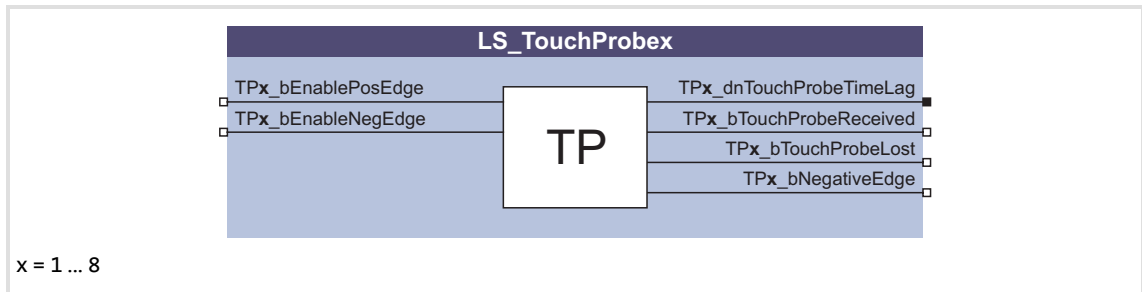 LS_TouchProbex
TPx_bEnablePosEdge
TPx_bEnableNegEdge
TP
TPx_dnTouchProbeTimeLag
TPx_bTouchProbeReceived
TPx_bTouchProbeLost
TPx_bNegativeEdge
x = 1 ... 8